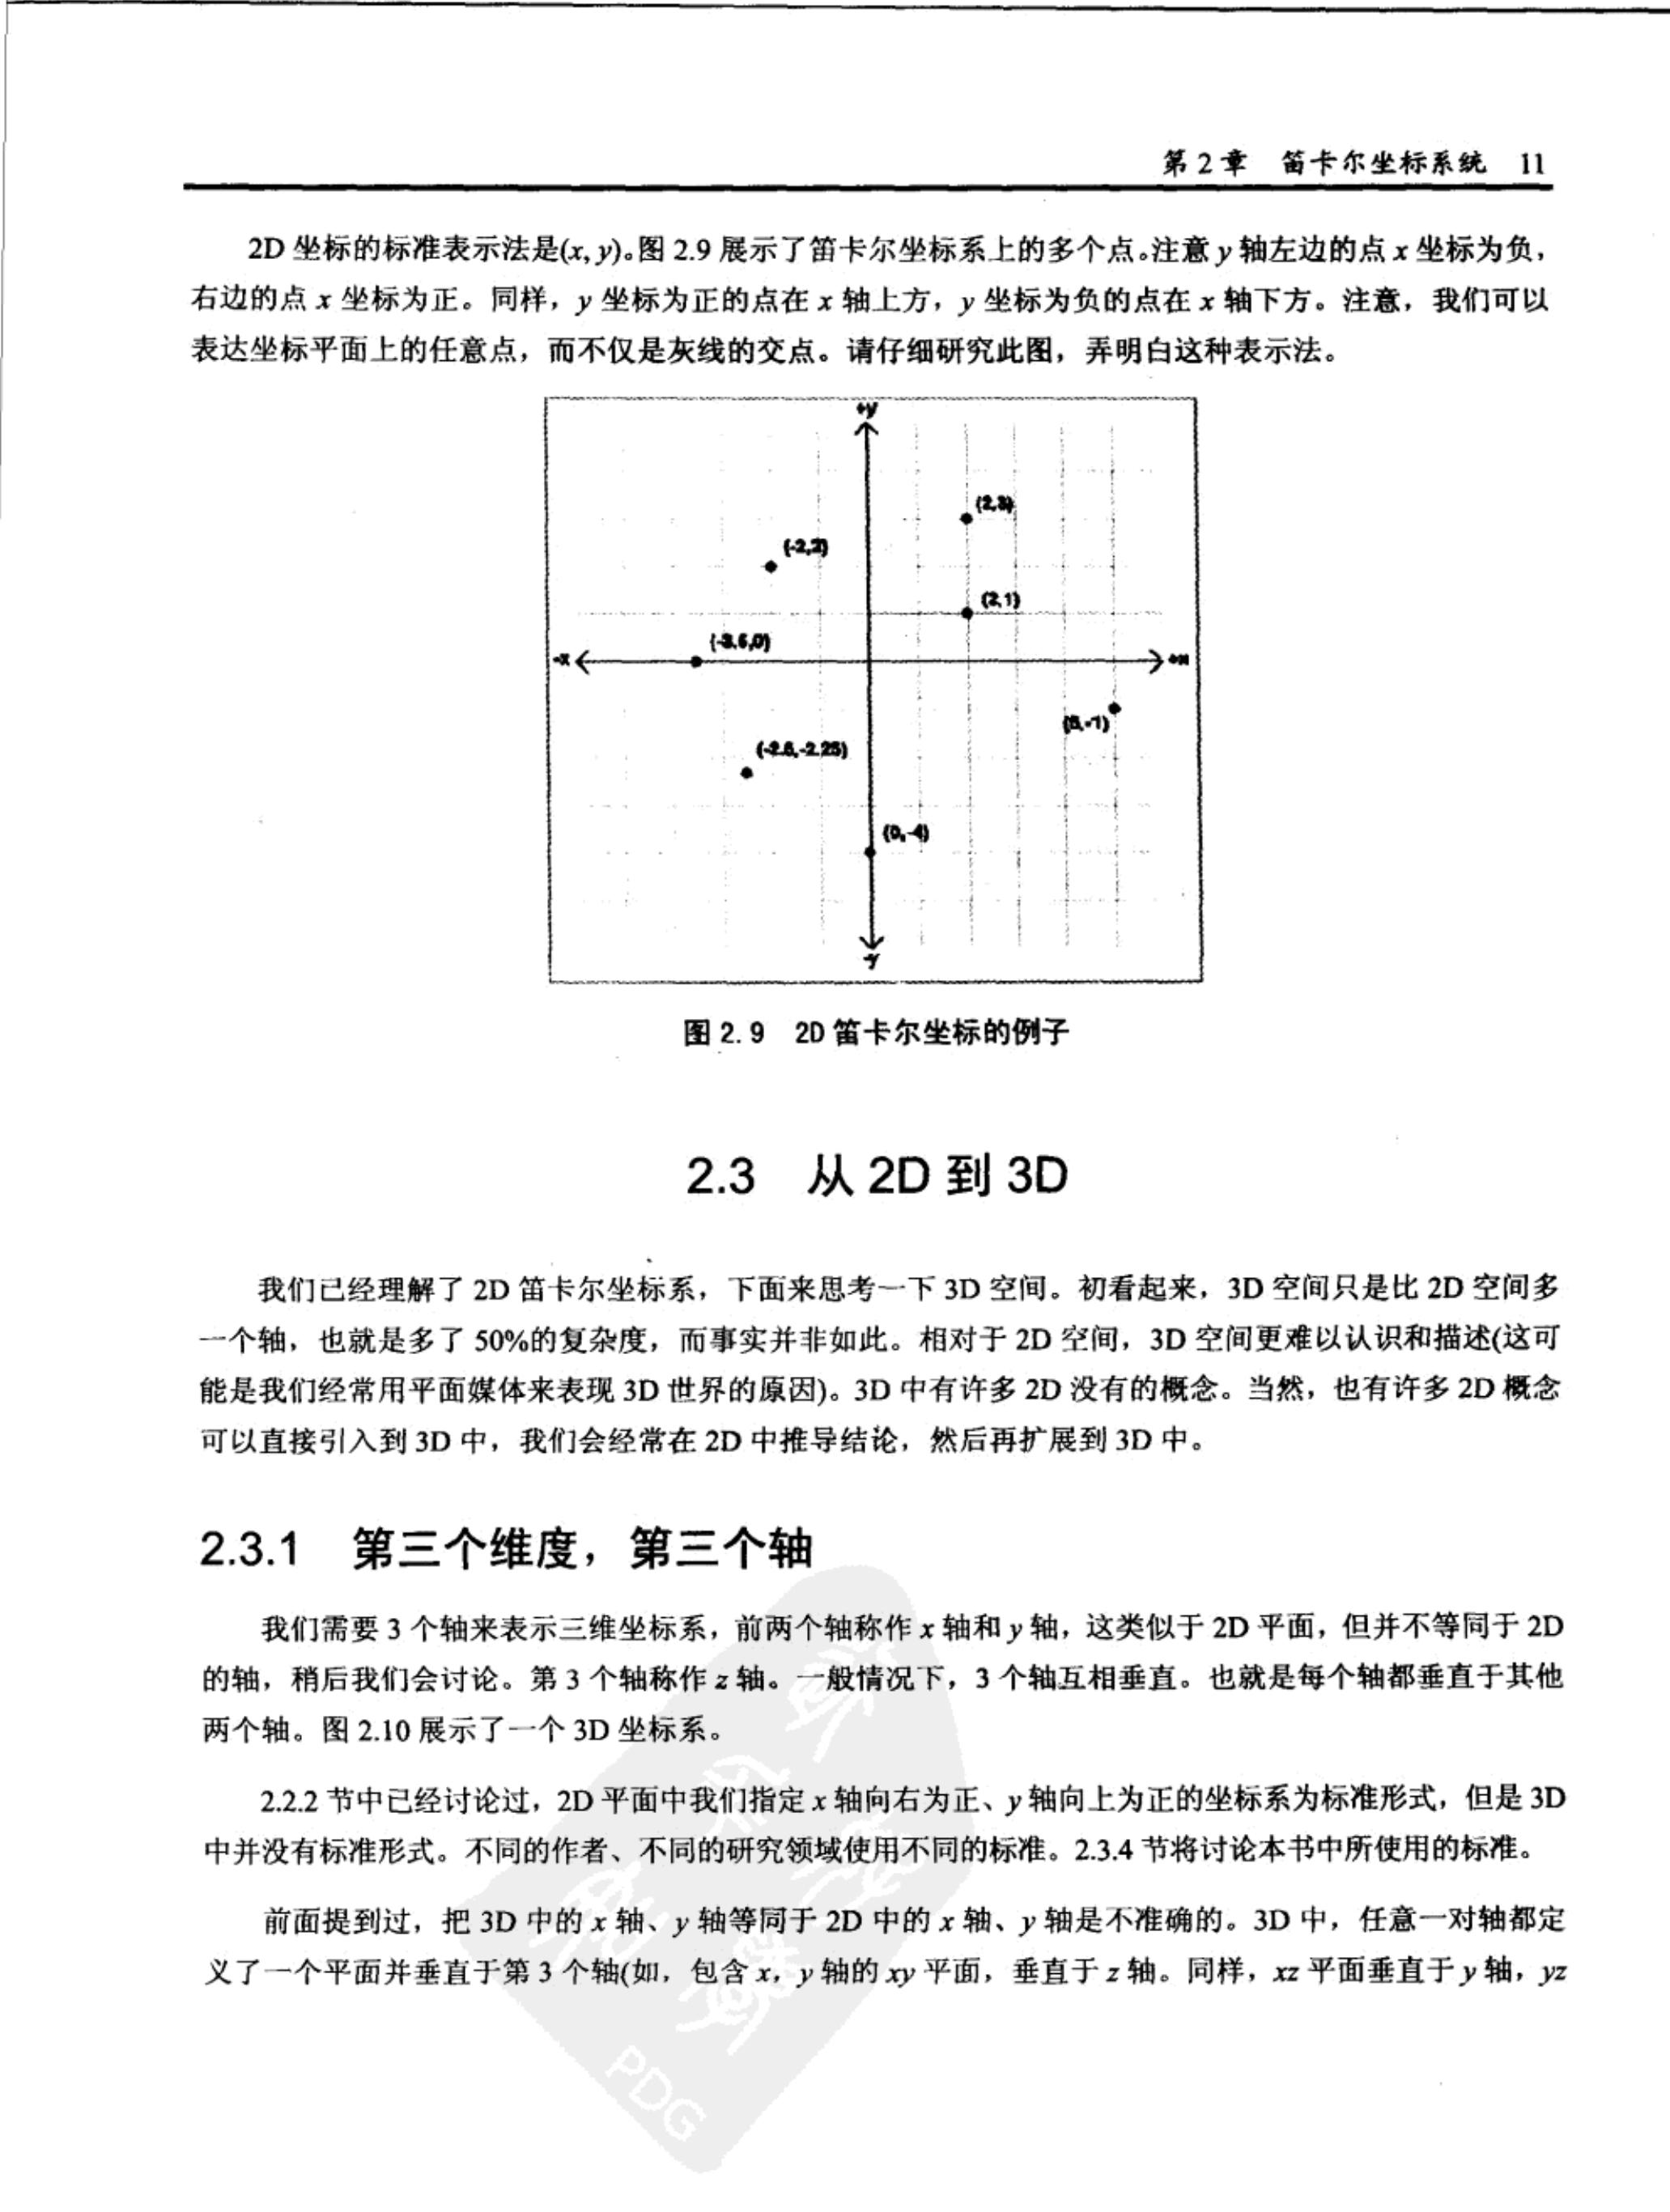 第 2 章　笛卡尔坐标系统　11
2D 坐标的标准表示法是(x, y)。图 2.9 展示了笛卡尔坐标系上的多个点。注意 y 轴左边的点 x 坐标为负，
右边的点 x 坐标为正。同样，y 坐标为正的点在 x 轴上方，y 坐标为负的点在 x 轴下方。注意，我们可以
表达坐标平面上的任意点，而不仅是灰线的交点。请仔细研究此图，弄明白这种表示法。
+y
(2,3)
(-2,2)
(2,1)
(-3.5,0)
-x
+x
(5,-1)
(-2.5,-2.25)
(0,-4)
-y
图 2.9　2D 笛卡尔坐标的例子
2.3　从 2D 到 3D
我们已经理解了 2D 笛卡尔坐标系，下面来思考一下 3D 空间。初看起来，3D 空间只是比 2D 空间多
一个轴，也就是多了 50%的复杂度，而事实并非如此。相对于 2D 空间，3D 空间更难以认识和描述(这可
能是我们经常用平面媒体来表现 3D 世界的原因)。3D 中有许多 2D 没有的概念。当然，也有许多 2D 概念
可以直接引入到 3D 中，我们会经常在 2D 中推导结论，然后再扩展到 3D 中。
2.3.1　第三个维度，第三个轴
我们需要 3 个轴来表示三维坐标系，前两个轴称作 x 轴和 y 轴，这类似于 2D 平面，但并不等同于 2D
的轴，稍后我们会讨论。第 3 个轴称作 z 轴。一般情况下，3 个轴互相垂直。也就是每个轴都垂直于其他
两个轴。图 2.10 展示了一个 3D 坐标系。
2.2.2 节中已经讨论过，2D 平面中我们指定 x 轴向右为正、y 轴向上为正的坐标系为标准形式，但是 3D
中并没有标准形式。不同的作者、不同的研究领域使用不同的标准。2.3.4 节将讨论本书中所使用的标准。
前面提到过，把 3D 中的 x 轴、y 轴等同于 2D 中的 x 轴、y 轴是不准确的。3D 中，任意一对轴都定
义了一个平面并垂直于第 3 个轴(如，包含 x，y 轴的 xy 平面，垂直于 z 轴。同样，xz 平面垂直于 y 轴，yz
PDG